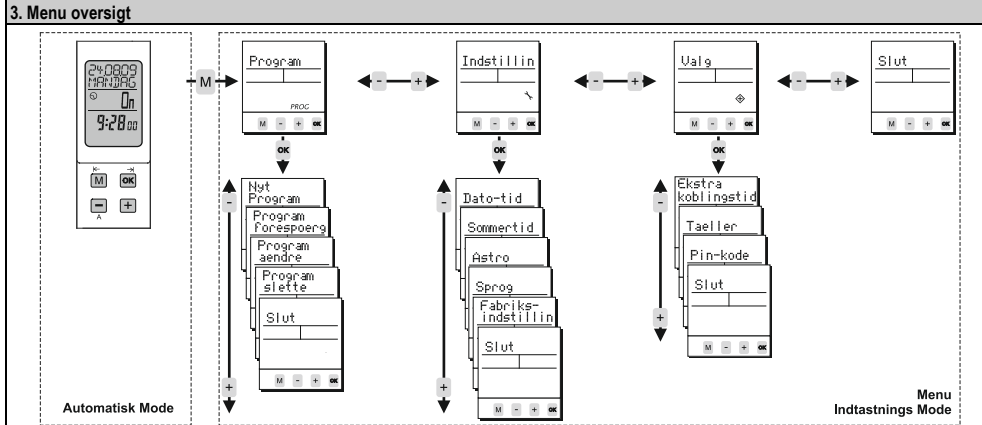 3. Menu oversigt
24.08.09
MANDAG
On
9:28 00
M
OK
-
+
A
Automatisk Mode
M
Program
PROG
M - + OK
- +
Indstillin
M - + OK
- +
Valg
M - + OK
- +
Slut
M - + OK
OK
OK
OK
-
Nyt
Program
Program
forespoerg
Program
aendre
Program
slette
Slut
M - + OK
+
-
Dato-tid
Sommertid
Astro
Sprog
Fabriks-
indstillin
Slut
M - + OK
+
-
Ekstra
koblingstid
Taeller
Pin-kode
Slut
M - + OK
+
Menu
Indtastnings Mode